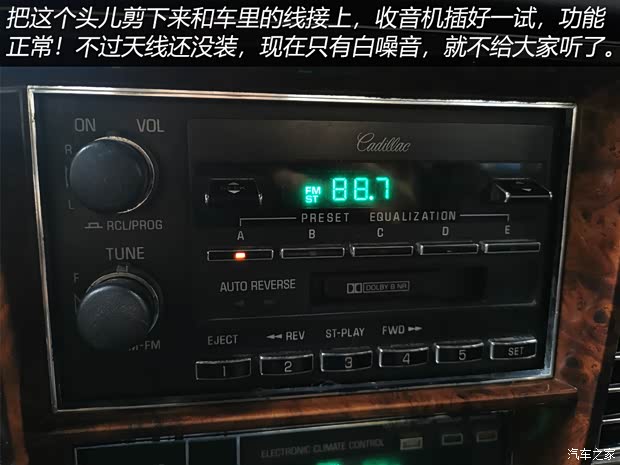 把这个头儿剪下来和车里的线接上，收音机插好一试，功能
正常！不过天线还没装，现在只有白噪音，就不给大家听了。
ON VOL
Cadillac
R
L
FM
ST
88.7
PRESET EQUALIZATION
RCL/PROG
A B C D E
TUNE
AUTO REVERSE
DOLBY B NR
F
M-FM
EJECT ◄◄ REV ST-PLAY FWD ►►
1 2 3 4 5 SET
ELECTRONIC CLIMATE CONTROL
汽车之家